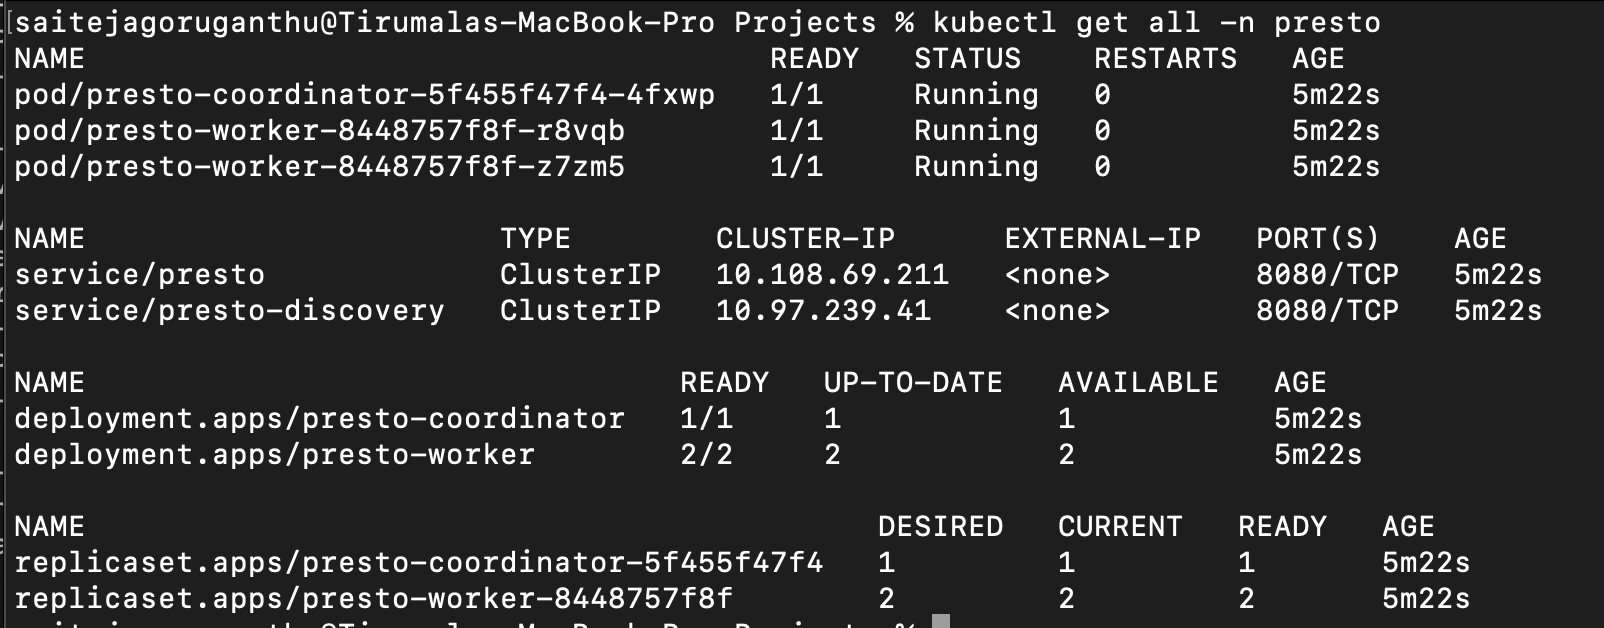 saitejagoruganthu@Tirumalas-MacBook-Pro Projects % kubectl get all -n presto
NAME READY STATUS RESTARTS AGE
pod/presto-coordinator-5f455f47f4-4fxwp 1/1 Running 0 5m22s
pod/presto-worker-8448757f8f-r8vqb 1/1 Running 0 5m22s
pod/presto-worker-8448757f8f-z7zm5 1/1 Running 0 5m22s
NAME TYPE CLUSTER-IP EXTERNAL-IP PORT(S) AGE
service/presto ClusterIP 10.108.69.211 <none> 8080/TCP 5m22s
service/presto-discovery ClusterIP 10.97.239.41 <none> 8080/TCP 5m22s
NAME READY UP-TO-DATE AVAILABLE AGE
deployment.apps/presto-coordinator 1/1 1 1 5m22s
deployment.apps/presto-worker 2/2 2 2 5m22s
NAME DESIRED CURRENT READY AGE
replicaset.apps/presto-coordinator-5f455f47f4 1 1 1 5m22s
replicaset.apps/presto-worker-8448757f8f 2 2 2 5m22s
saitejagoruganthu@Tirumalas-MacBook-Pro Projects %